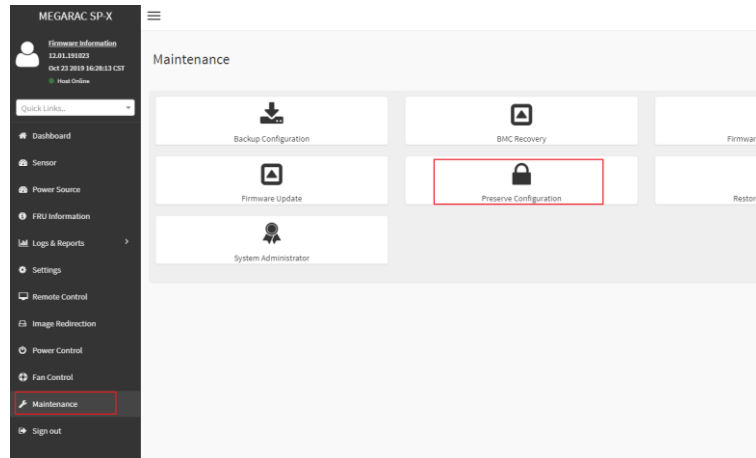 MEGARAC SP-X
Firmware Information
12.01.191023
Oct 23 2019 16:28:13 CST
Host Online
Quick Links..
Dashboard
Sensor
Power Source
FRU Information
Logs & Reports
Settings
Remote Control
Image Redirection
Power Control
Fan Control
Maintenance
Sign out
Maintenance
Backup Configuration
BMC Recovery
Firmwar
Firmware Update
Preserve Configuration
Restor
System Administrator